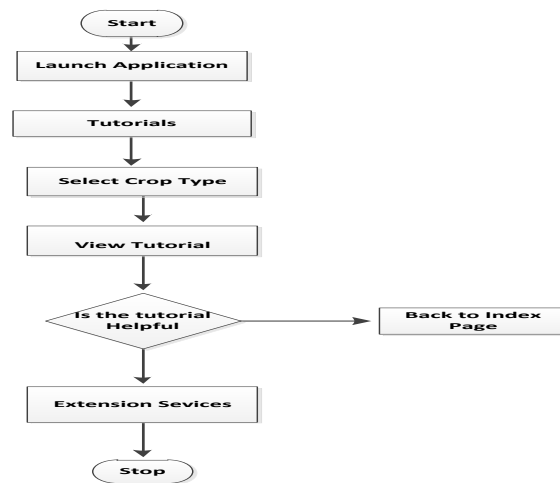 Start
Launch Application
Tutorials
Select Crop Type
View Tutorial
Is the tutorial
Helpful
Back to Index
Page
Extension Sevices
Stop